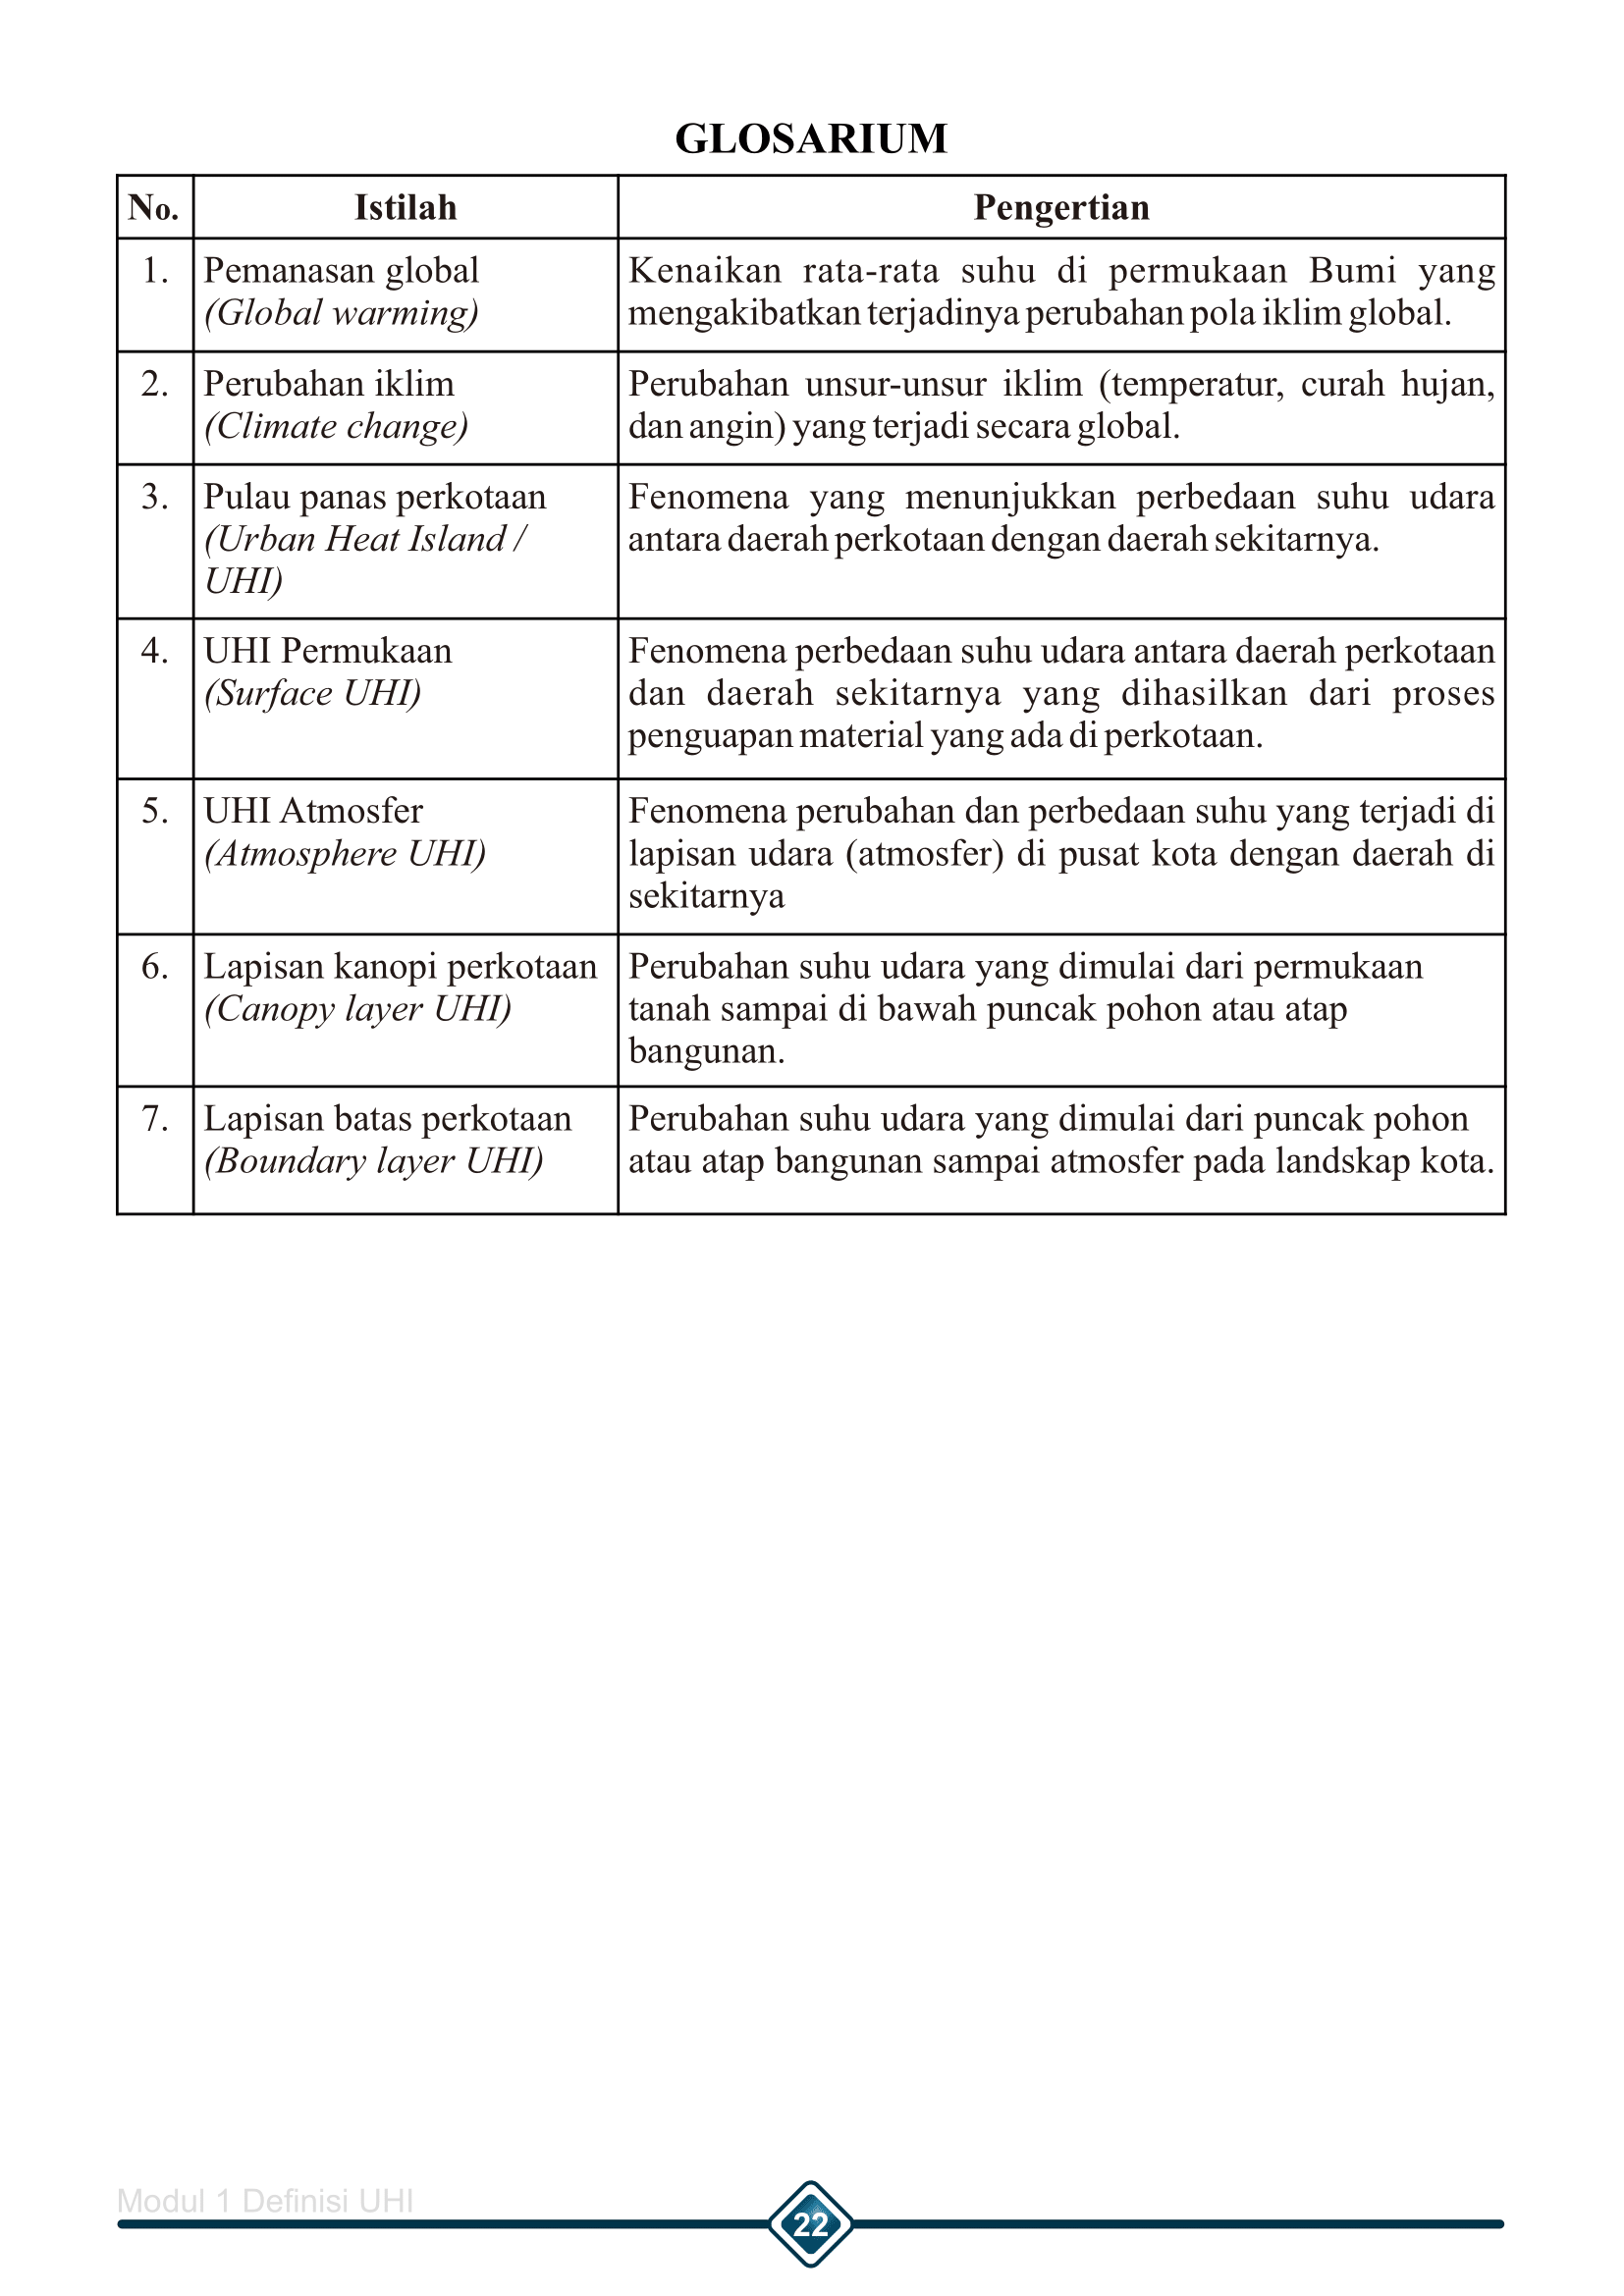 GLOSARIUM
No. Istilah Pengertian
1. Pemanasan global Kenaikan rata-rata suhu di permukaan Bumi yang
(Global warming) mengakibatkan terjadinya perubahan pola iklim global.
2. Perubahan iklim Perubahan unsur-unsur iklim (temperatur, curah hujan,
(Climate change) dan angin) yang terjadi secara global.
3. Pulau panas perkotaan Fenomena yang menunjukkan perbedaan suhu udara
(Urban Heat Island / antara daerah perkotaan dengan daerah sekitarnya.
UHI)
4. UHI Permukaan Fenomena perbedaan suhu udara antara daerah perkotaan
(Surface UHI) dan daerah sekitarnya yang dihasilkan dari proses
penguapan material yang ada di perkotaan.
5. UHI Atmosfer Fenomena perubahan dan perbedaan suhu yang terjadi di
(Atmosphere UHI) lapisan udara (atmosfer) di pusat kota dengan daerah di
sekitarnya
6. Lapisan kanopi perkotaan Perubahan suhu udara yang dimulai dari permukaan
(Canopy layer UHI) tanah sampai di bawah puncak pohon atau atap
bangunan.
7. Lapisan batas perkotaan Perubahan suhu udara yang dimulai dari puncak pohon
(Boundary layer UHI) atau atap bangunan sampai atmosfer pada landskap kota.
Modul 1 Definisi UHI
22